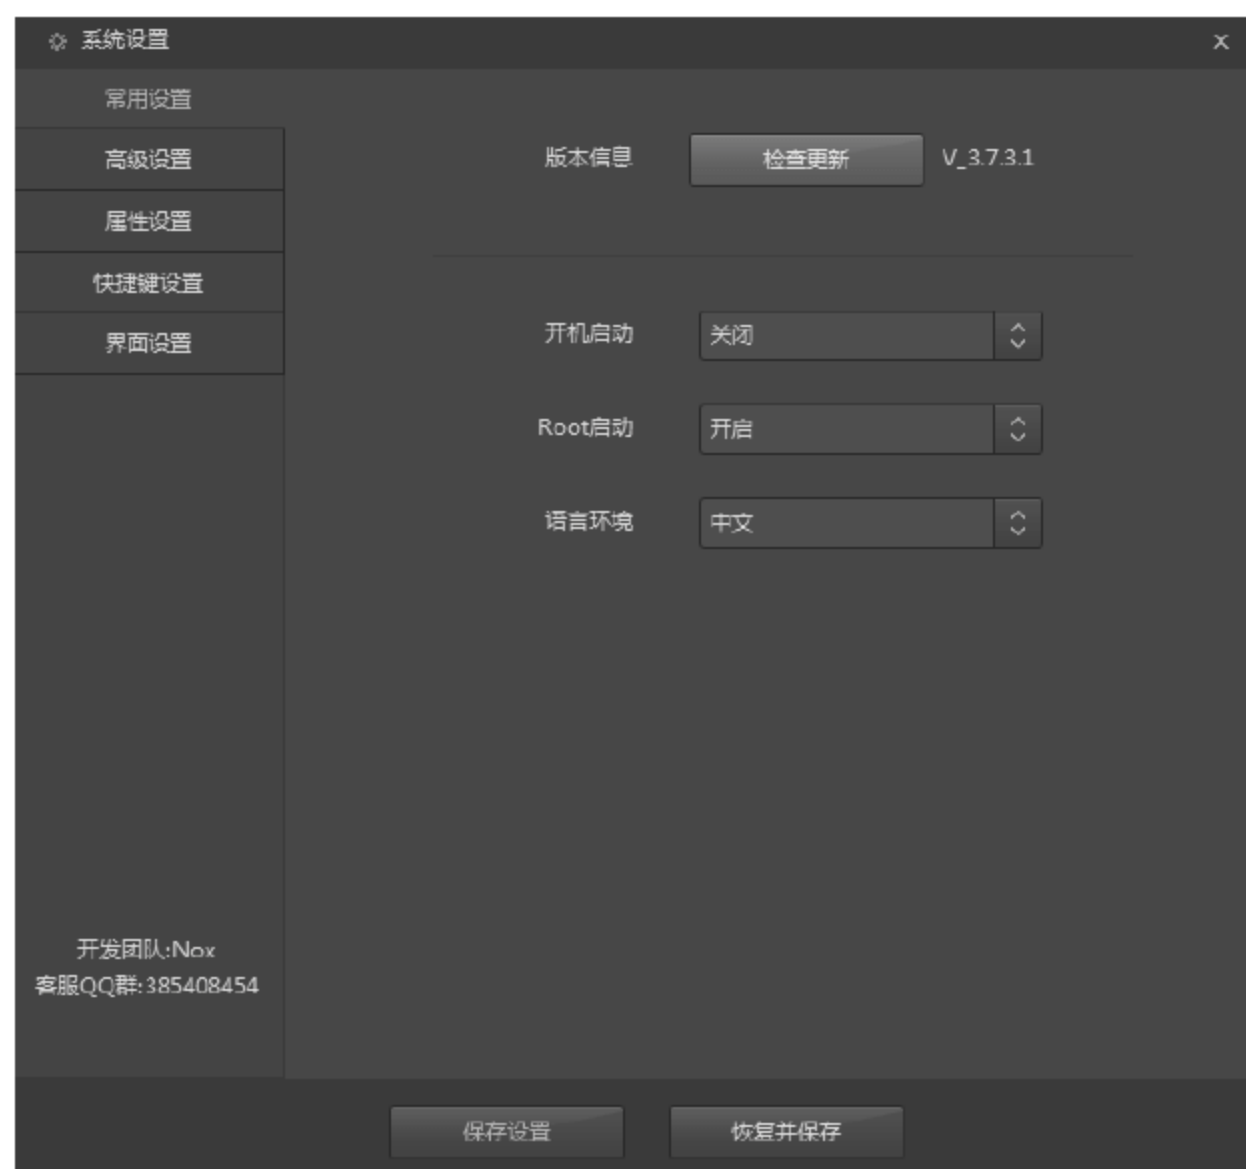 系统设置
常用设置
高级设置
属性设置
快捷键设置
界面设置
版本信息 检查更新 V_3.7.3.1
开机启动 关闭
Root启动 开启
语言环境 中文
开发团队:Nox
客服QQ群:385408454
保存设置 恢复并保存